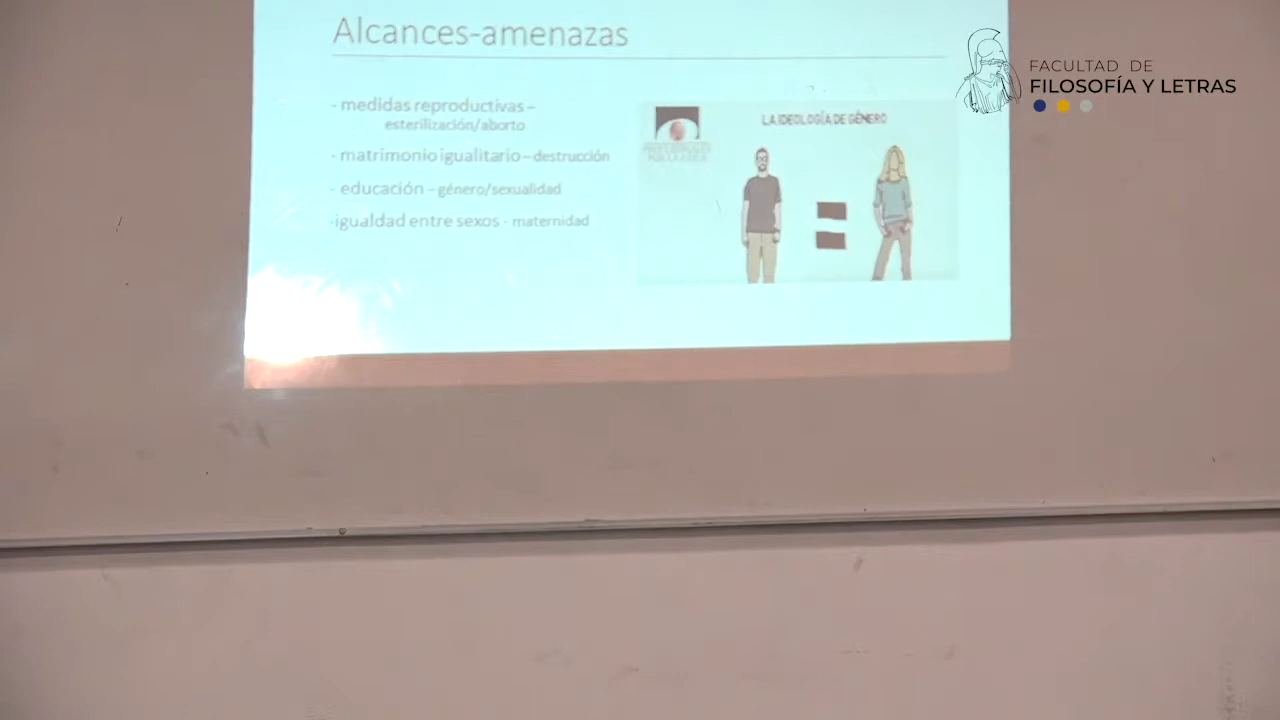 Alcances-amenazas
- medidas reproductivas –
esterilización/aborto
- matrimonio igualitario – destrucción
- educación – género/sexualidad
-igualdad entre sexos - maternidad
LA IDEOLOGÍA DE GÉNERO
FACULTAD DE
FILOSOFÍA Y LETRAS